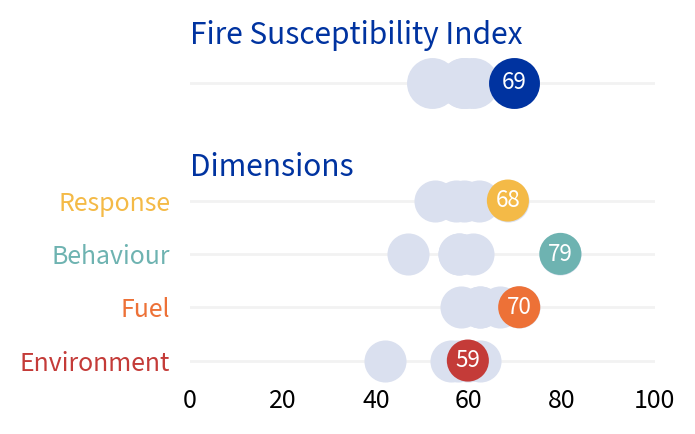 Fire Susceptibility Index
69
Dimensions
Response 68
Behaviour 79
Fuel 70
Environment 59
0 20 40 60 80 100